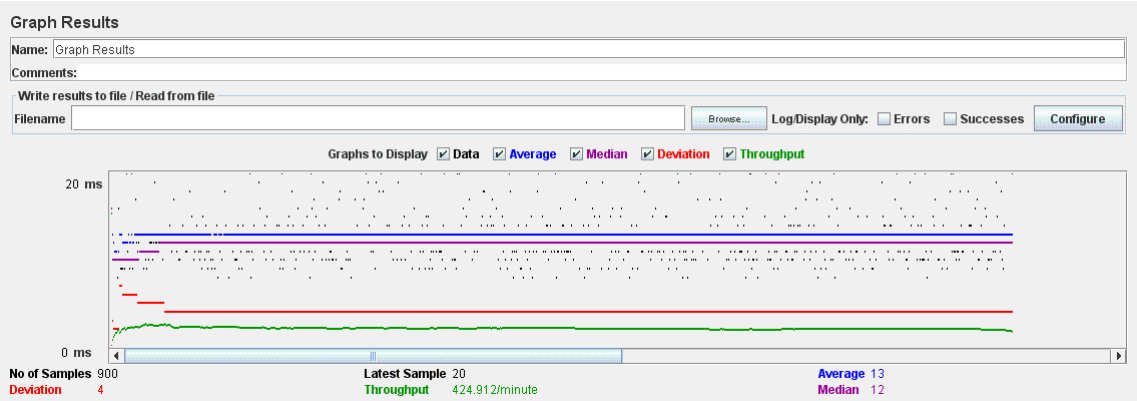 Graph Results
Name: Graph Results
Comments:
Write results to file / Read from file
Filename Browse... Log/Display Only: Errors Successes Configure
Graphs to Display Data Average Median Deviation Throughput
20 ms
0 ms
No of Samples 900 Latest Sample 20 Average 13
Deviation 4 Throughput 424.912/minute Median 12